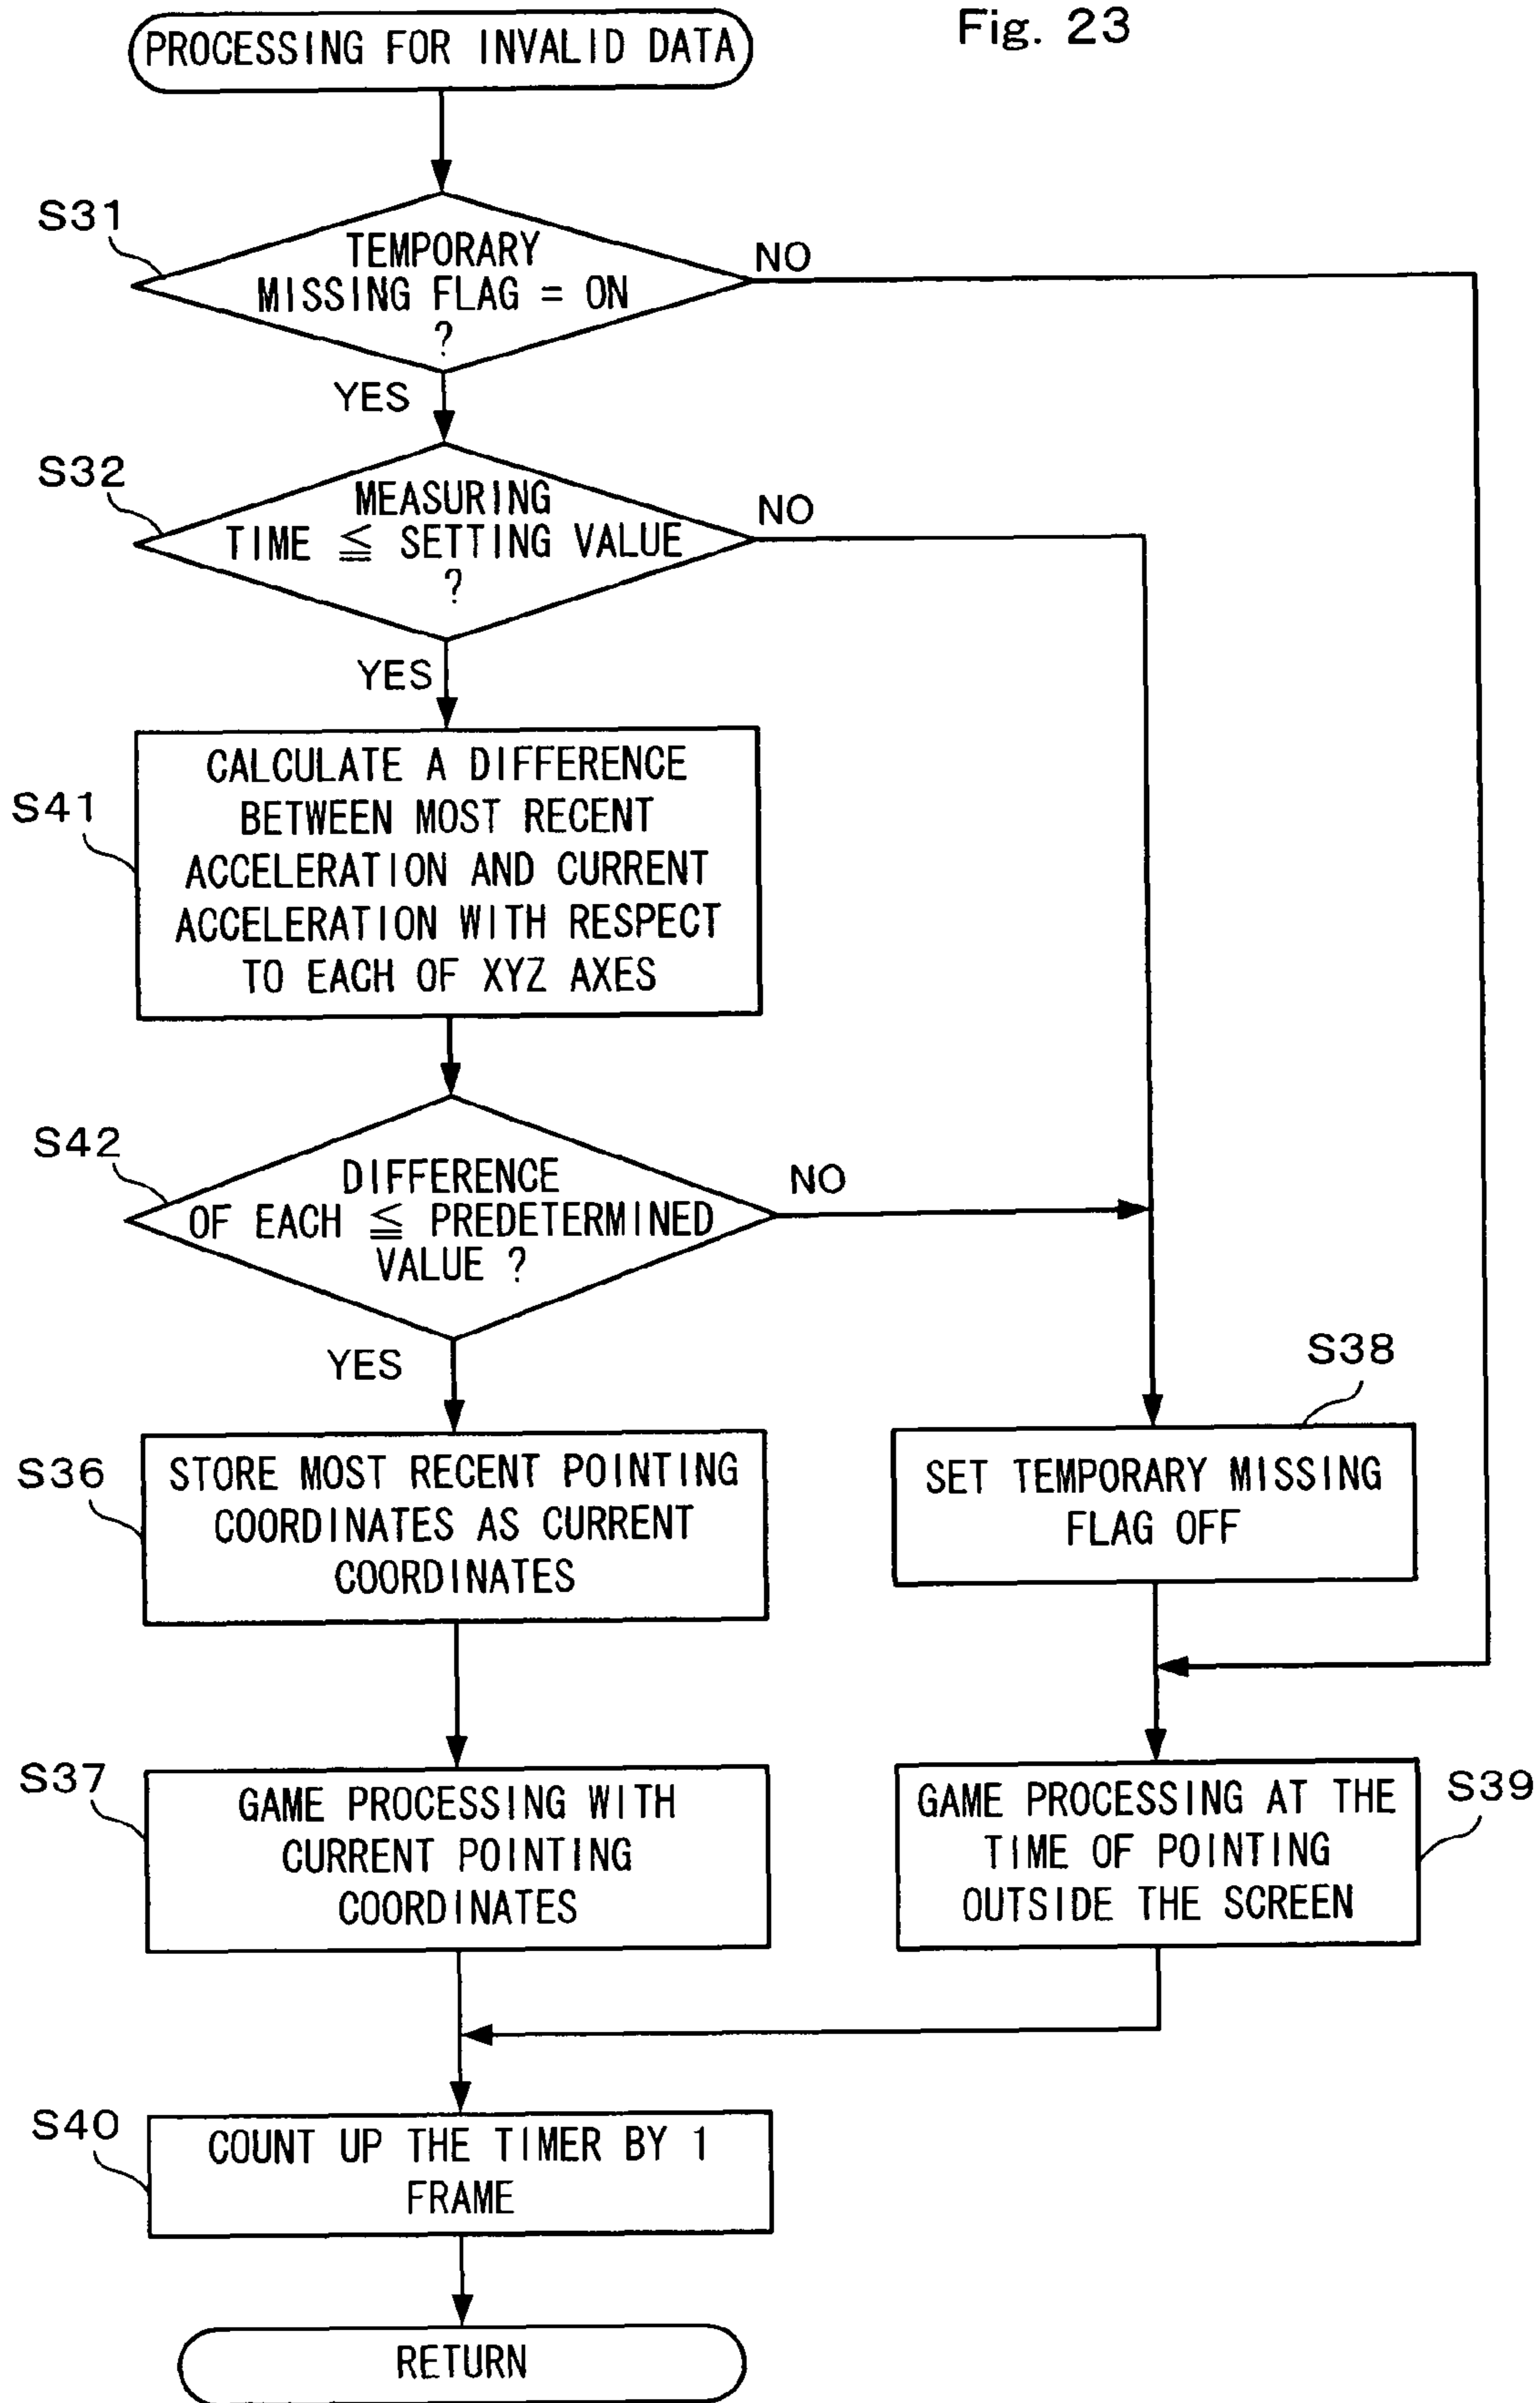 Fig. 23
PROCESSING FOR INVALID DATA
S31
TEMPORARY
MISSING FLAG = ON
?
NO
YES
S32
MEASURING
TIME ≦ SETTING VALUE
?
NO
YES
S41
CALCULATE A DIFFERENCE
BETWEEN MOST RECENT
ACCELERATION AND CURRENT
ACCELERATION WITH RESPECT
TO EACH OF XYZ AXES
S42
DIFFERENCE
OF EACH ≦ PREDETERMINED
VALUE ?
NO
YES
S36
STORE MOST RECENT POINTING
COORDINATES AS CURRENT
COORDINATES
S38
SET TEMPORARY MISSING
FLAG OFF
S37
GAME PROCESSING WITH
CURRENT POINTING
COORDINATES
S39
GAME PROCESSING AT THE
TIME OF POINTING
OUTSIDE THE SCREEN
S40
COUNT UP THE TIMER BY 1
FRAME
RETURN